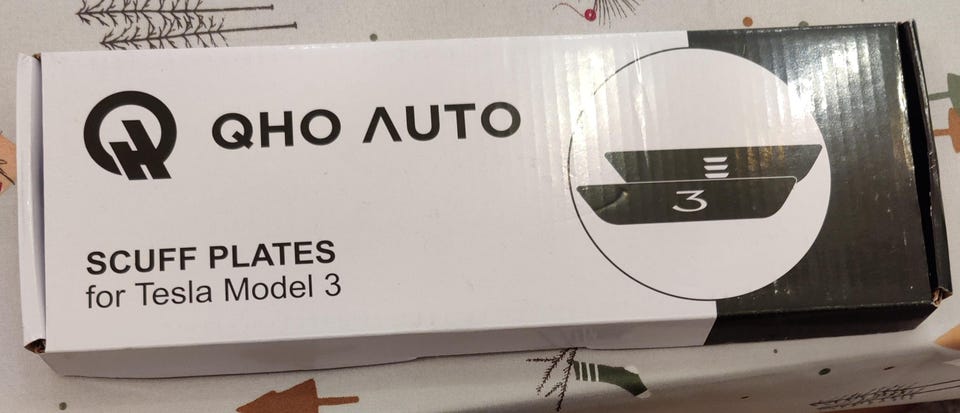 QHO AUTO
SCUFF PLATES
for Tesla Model 3
3